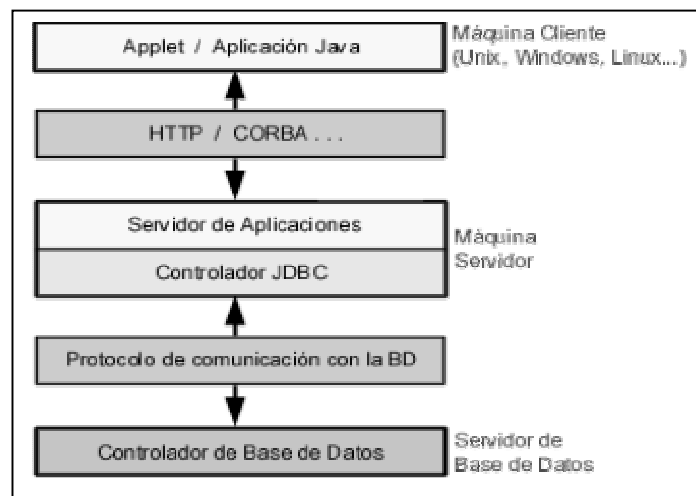 Applet / Aplicación Java
Máquina Cliente
(Unix, Windows, Linux...)
HTTP / CORBA . . .
Servidor de Aplicaciones
Controlador JDBC
Máquina
Servidor
Protocolo de comunicación con la BD
Controlador de Base de Datos
Servidor de
Base de Datos